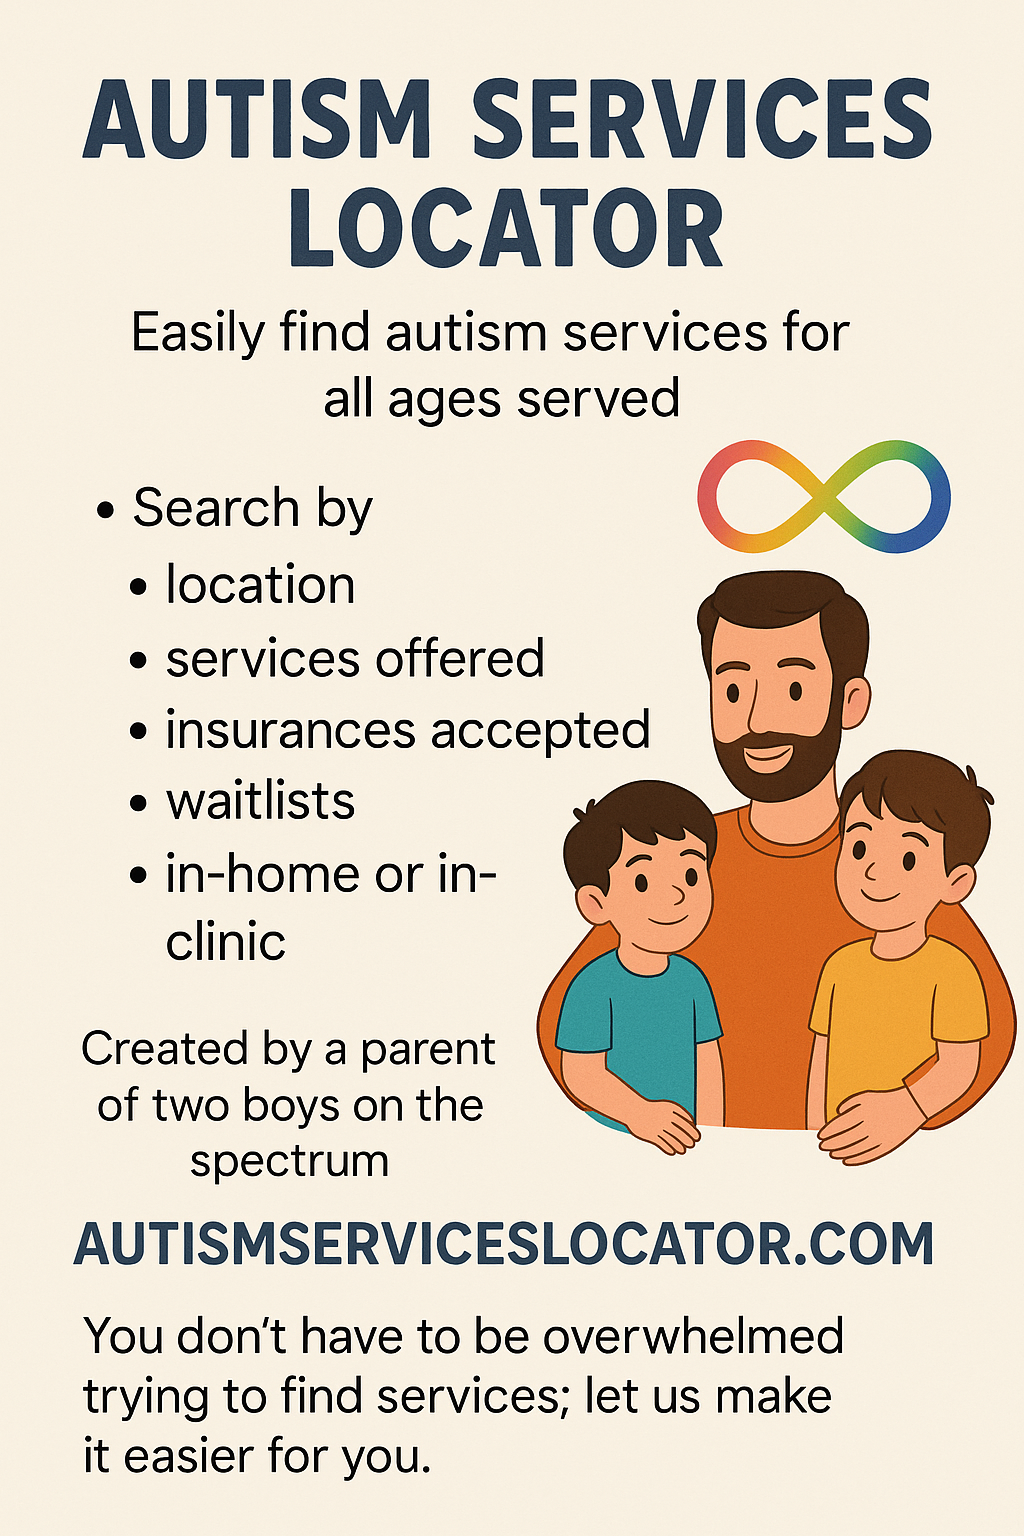 AUTISM SERVICES
LOCATOR
Easily find autism services for
all ages served
• Search by
• location
• services offered
• insurances accepted
• waitlists
• in-home or in-
clinic
Created by a parent
of two boys on the
spectrum
AUTISMSERVICESLOCATOR.COM
You don't have to be overwhelmed
trying to find services; let us make
it easier for you.